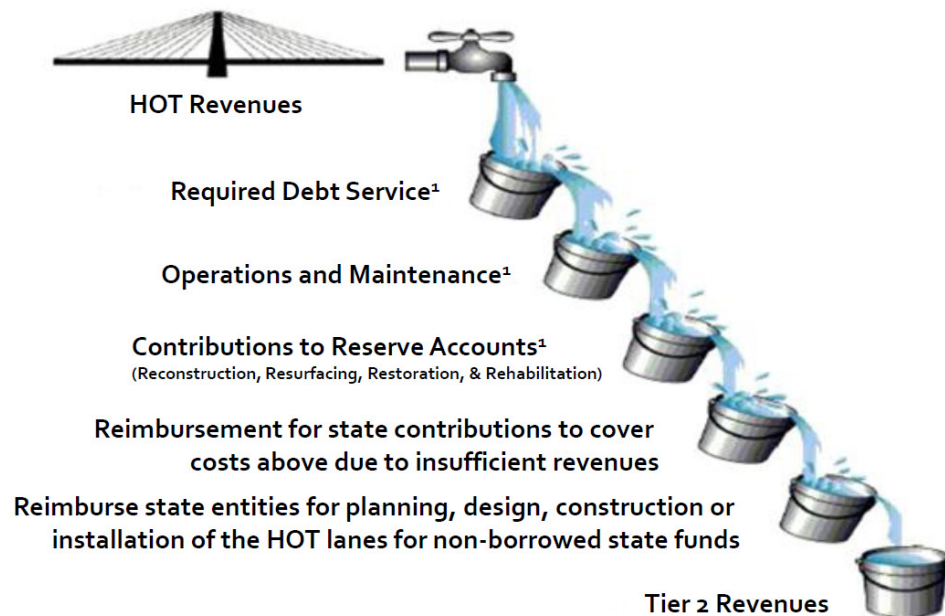 HOT Revenues
Required Debt Service¹
Operations and Maintenance¹
Contributions to Reserve Accounts¹
(Reconstruction, Resurfacing, Restoration, & Rehabilitation)
Reimbursement for state contributions to cover
costs above due to insufficient revenues
Reimburse state entities for planning, design, construction or
installation of the HOT lanes for non-borrowed state funds
Tier 2 Revenues